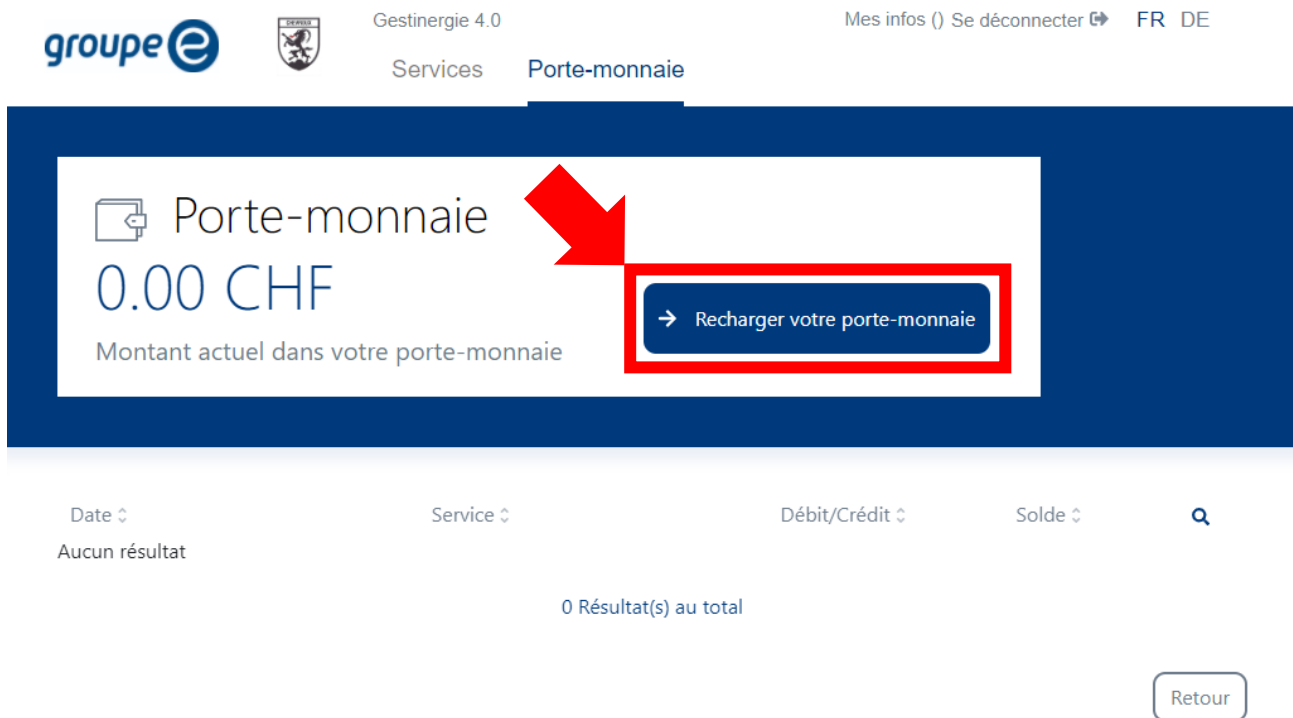 groupe e
CHEVROUX
Gestinergie 4.0
Mes infos () Se déconnecter
FR DE
Services
Porte-monnaie
Porte-monnaie
0.00 CHF
Montant actuel dans votre porte-monnaie
→ Recharger votre porte-monnaie
Date Service Débit/Crédit Solde
Aucun résultat
0 Résultat(s) au total
Retour